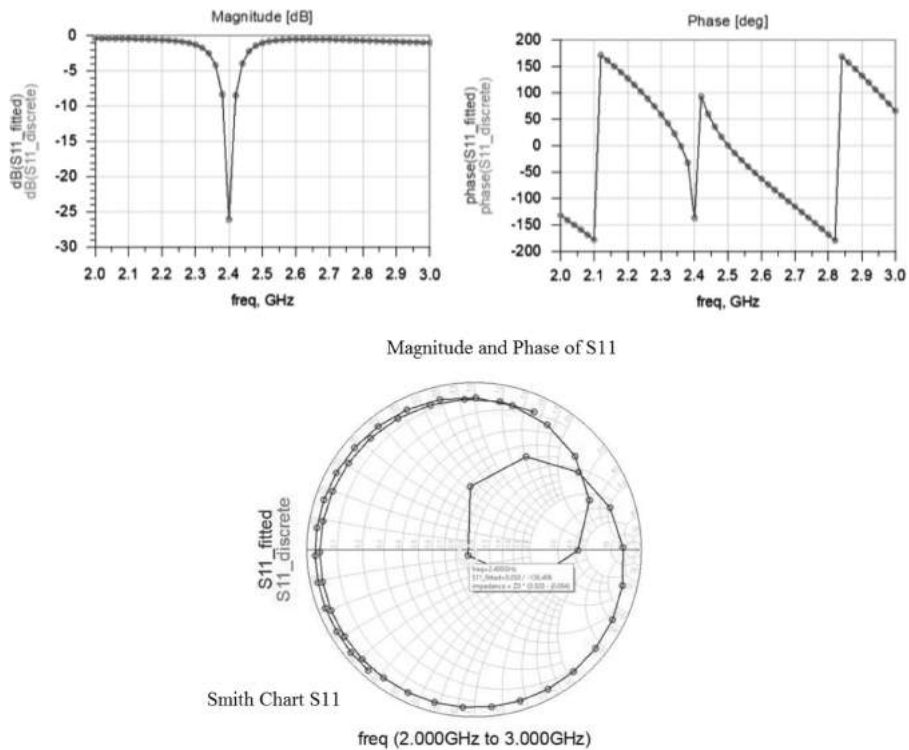 Magnitude [dB]
dB(S11_fitted)
dB(S11_discrete)
0
-5
-10
-15
-20
-25
-30
2.0 2.1 2.2 2.3 2.4 2.5 2.6 2.7 2.8 2.9 3.0
freq, GHz
Phase [deg]
phase(S11_fitted)
phase(S11_discrete)
200
150
100
50
0
-50
-100
-150
-200
2.0 2.1 2.2 2.3 2.4 2.5 2.6 2.7 2.8 2.9 3.0
freq, GHz
Magnitude and Phase of S11
S11_fitted
S11_discrete
Smith Chart S11
freq (2.000GHz to 3.000GHz)